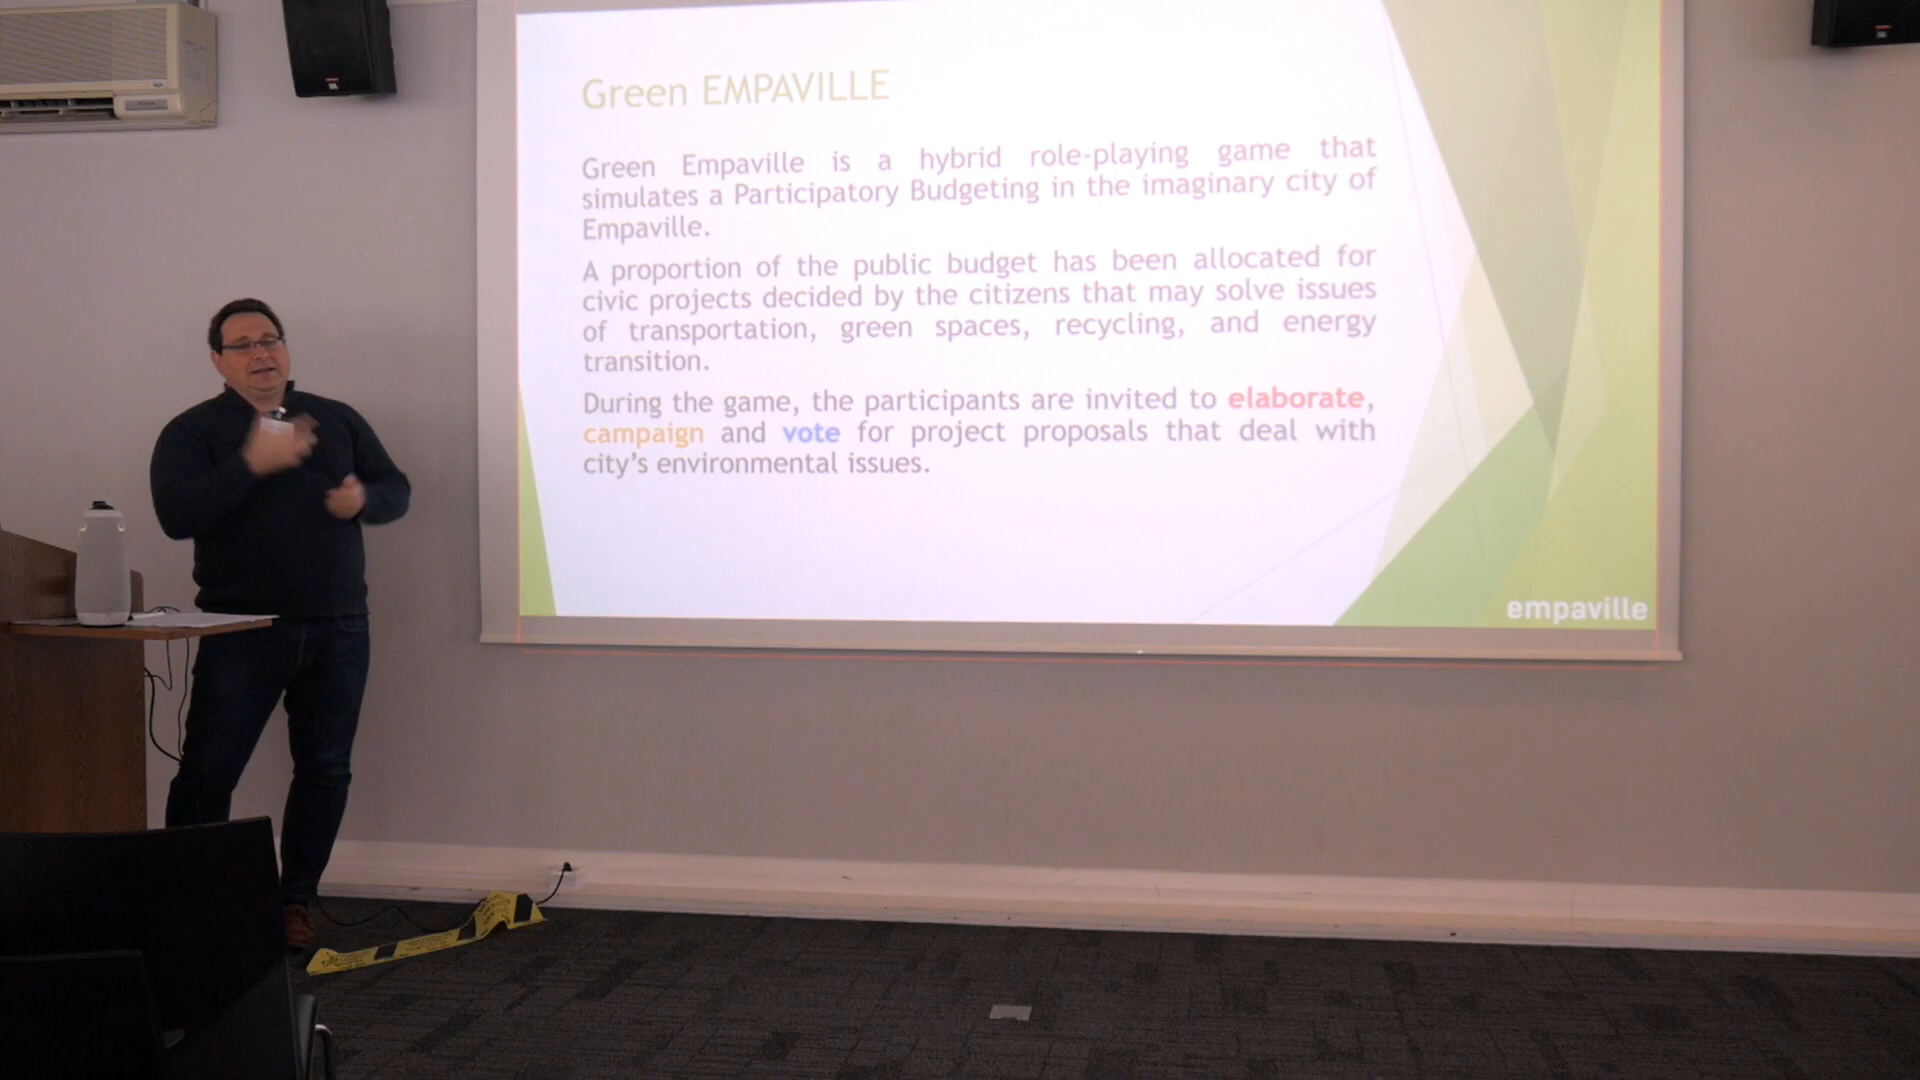 Green EMPAVILLE
Green Empaville is a hybrid role-playing game that
simulates a Participatory Budgeting in the imaginary city of
Empaville.
A proportion of the public budget has been allocated for
civic projects decided by the citizens that may solve issues
of transportation, green spaces, recycling, and energy
transition.
During the game, the participants are invited to elaborate,
campaign and vote for project proposals that deal with
city's environmental issues.
empaville